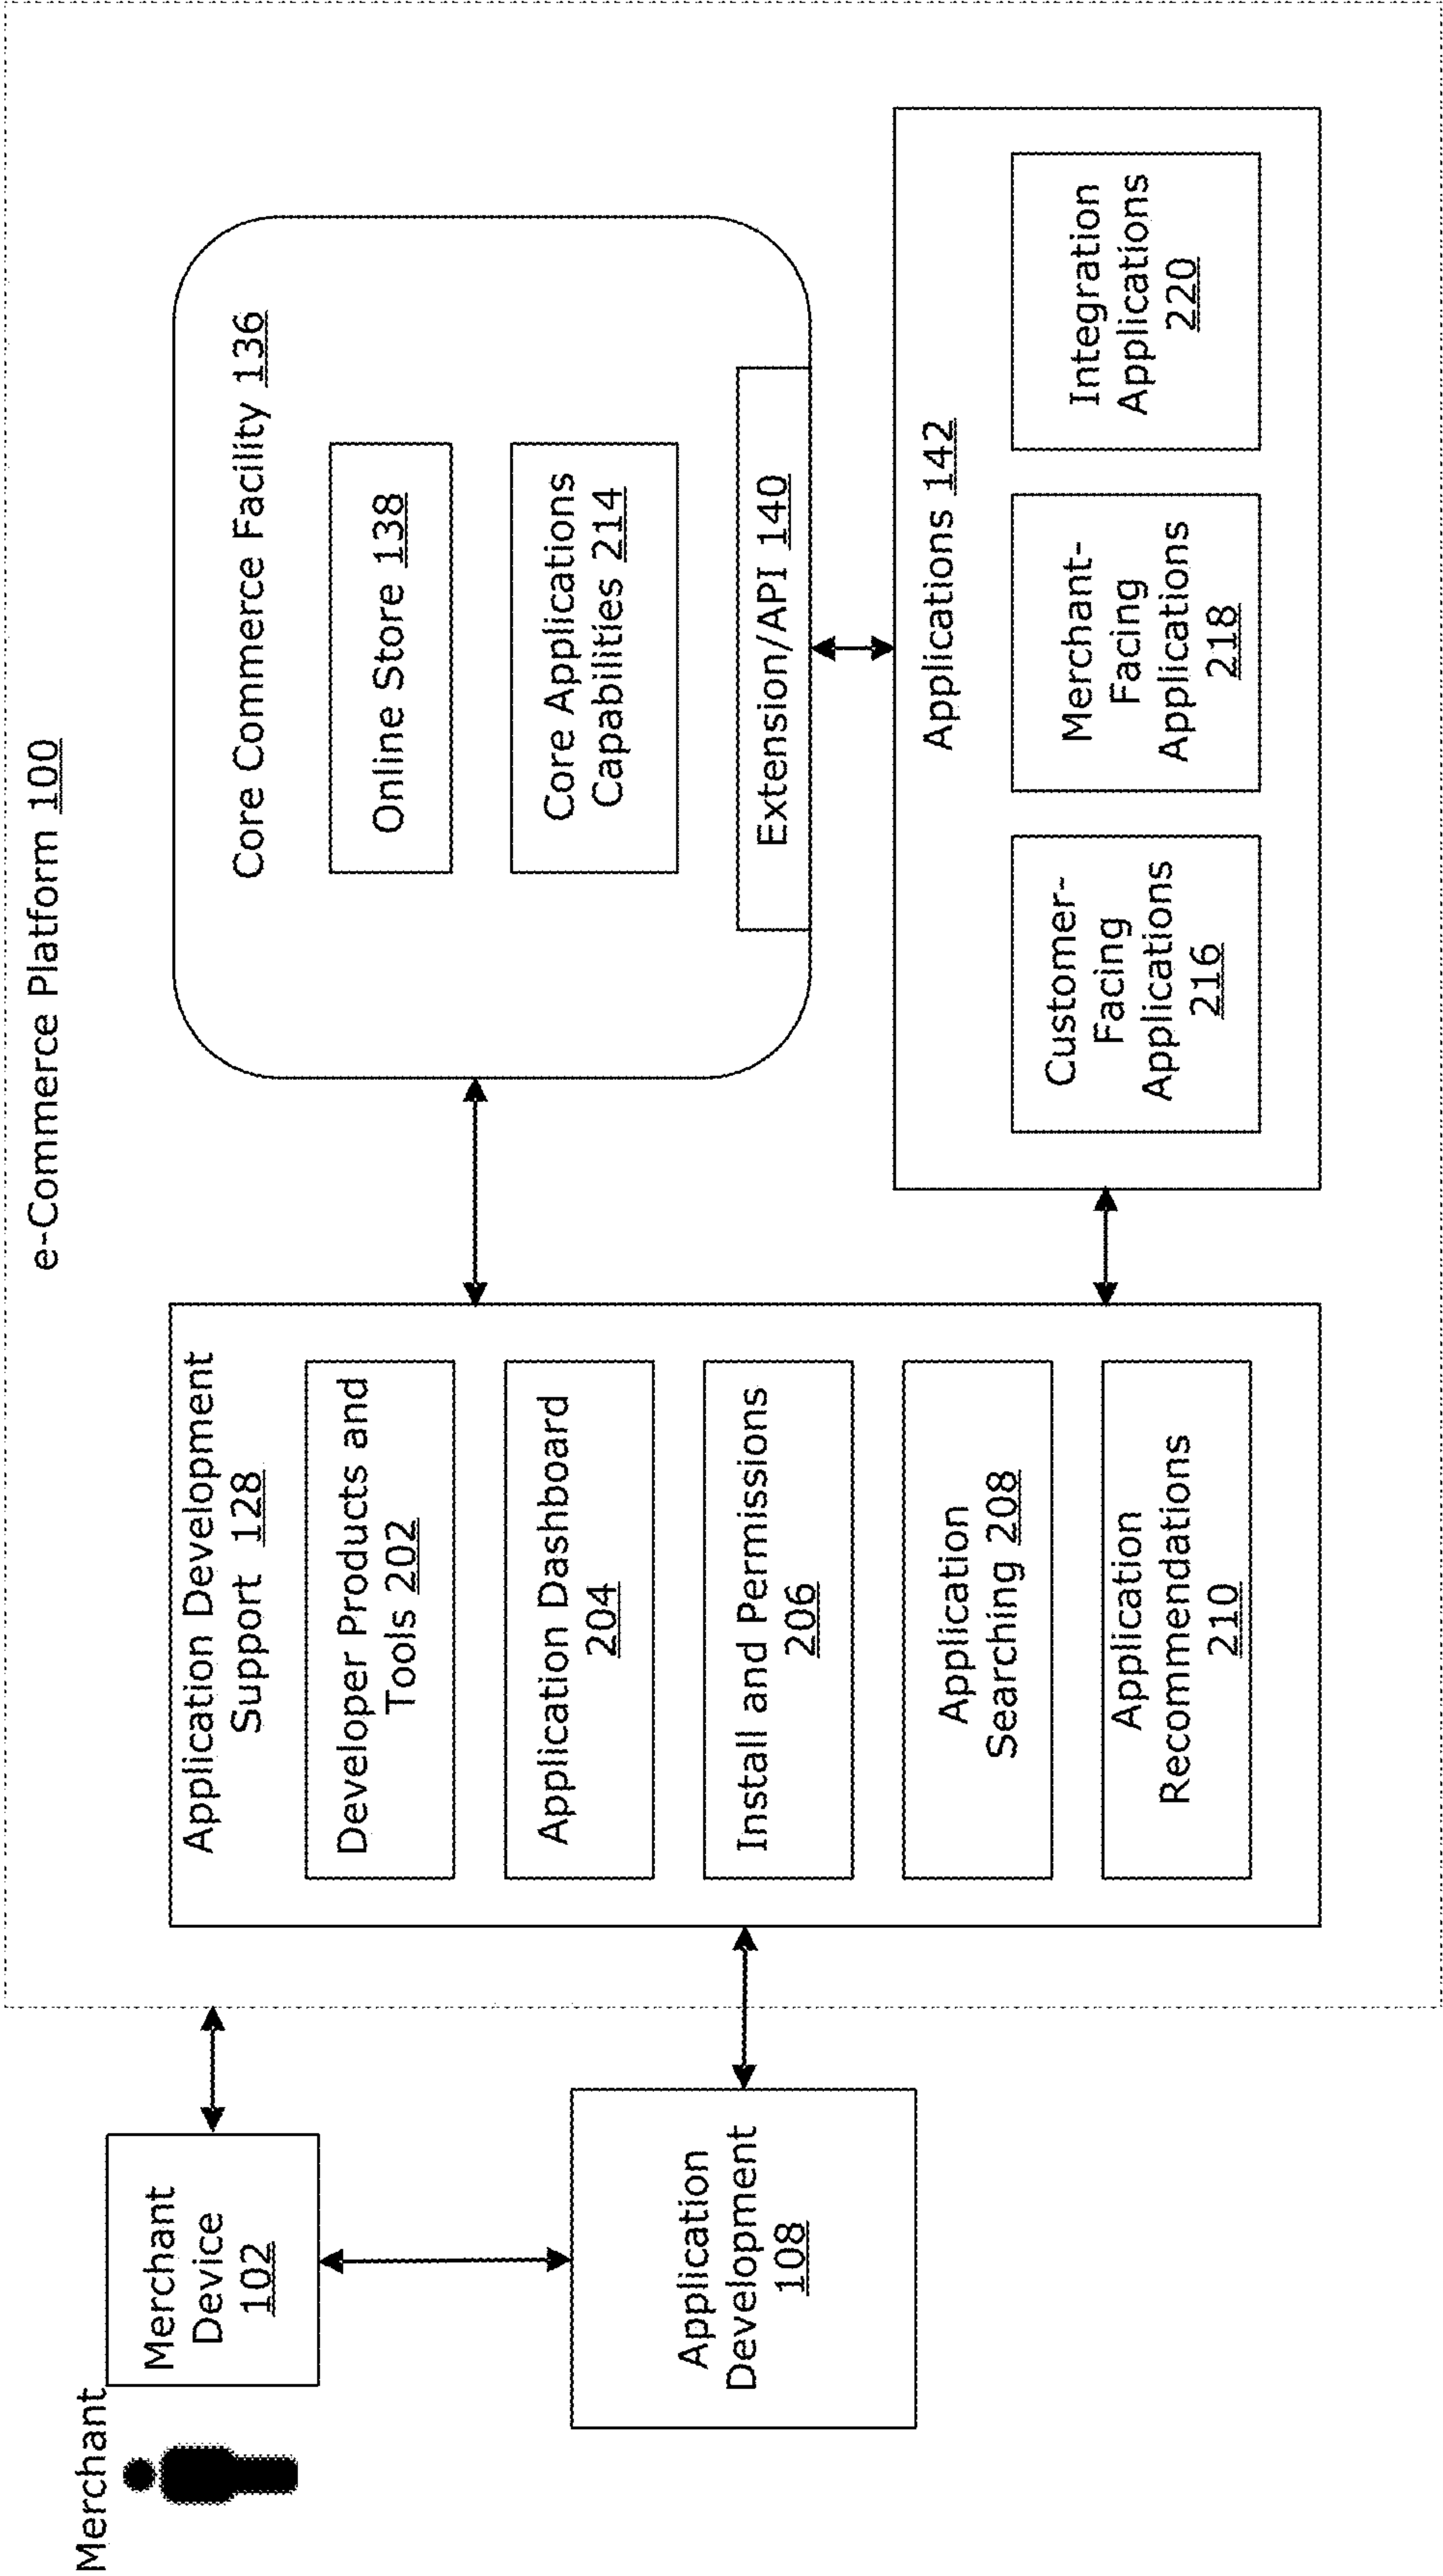 e-Commerce Platform 100
Merchant
Merchant
Device
102
Application
Development
108
Application Development
Support 128
Developer Products and
Tools 202
Application Dashboard
204
Install and Permissions
206
Application
Searching 208
Application
Recommendations
210
Core Commerce Facility 136
Online Store 138
Core Applications
Capabilities 214
Extension/API 140
Applications 142
Customer-
Facing
Applications
216
Merchant-
Facing
Applications
218
Integration
Applications
220